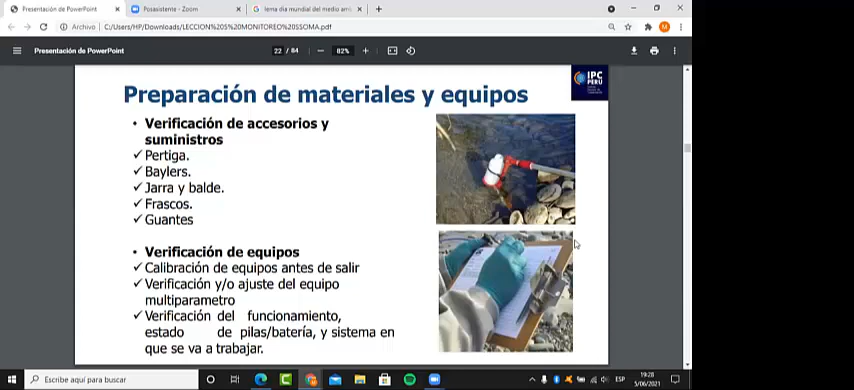 Presentación de PowerPoint
Posasistente - Zoom
lema dia mundial del medio am
Archivo | C:/Users/HP/Downloads/LECCION%205%20MONITOREO%20SSOMA.pdf
Presentación de PowerPoint
22 / 84
82%
Preparación de materiales y equipos
IPC
PERÚ
• Verificación de accesorios y
suministros
✓ Pertiga.
✓ Baylers.
✓ Jarra y balde.
✓ Frascos.
✓ Guantes
• Verificación de equipos
✓ Calibración de equipos antes de salir
✓ Verificación y/o ajuste del equipo
multiparametro
✓ Verificación del funcionamiento,
estado de pilas/batería, y sistema en
que se va a trabajar.
Escribe aquí para buscar
ESP
19:28
5/06/2021